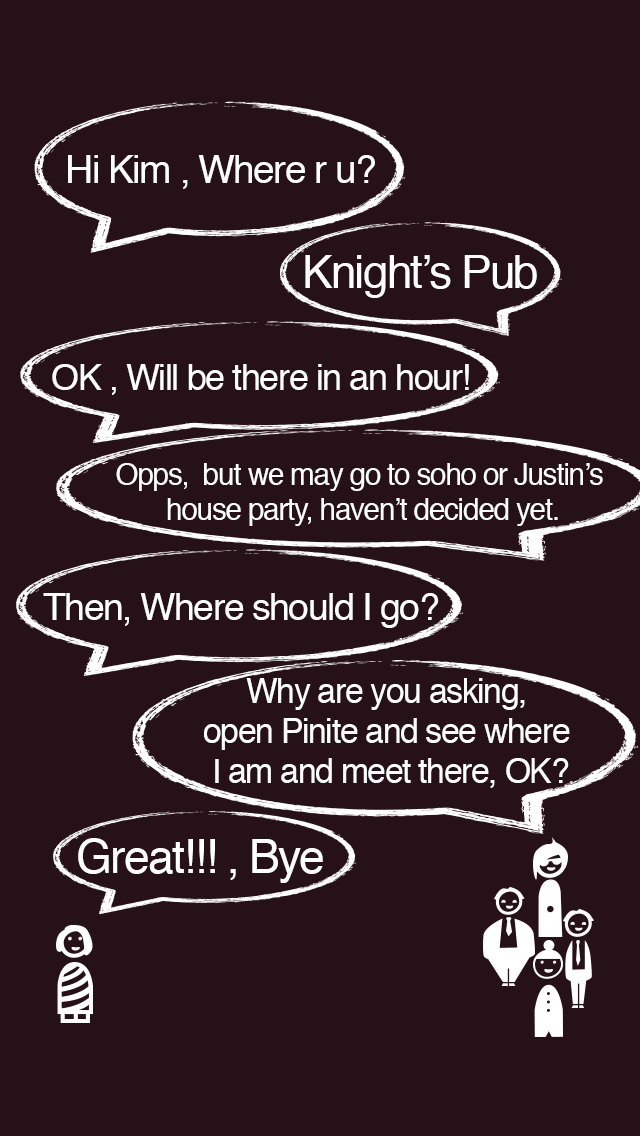 Hi Kim , Where r u?
Knight’s Pub
OK , Will be there in an hour!
Opps,  but we may go to soho or Justin’s
house party, haven’t decided yet.
Then, Where should I go?
Why are you asking,
open Pinite and see where
I am and meet there, OK?
Great!!! , Bye